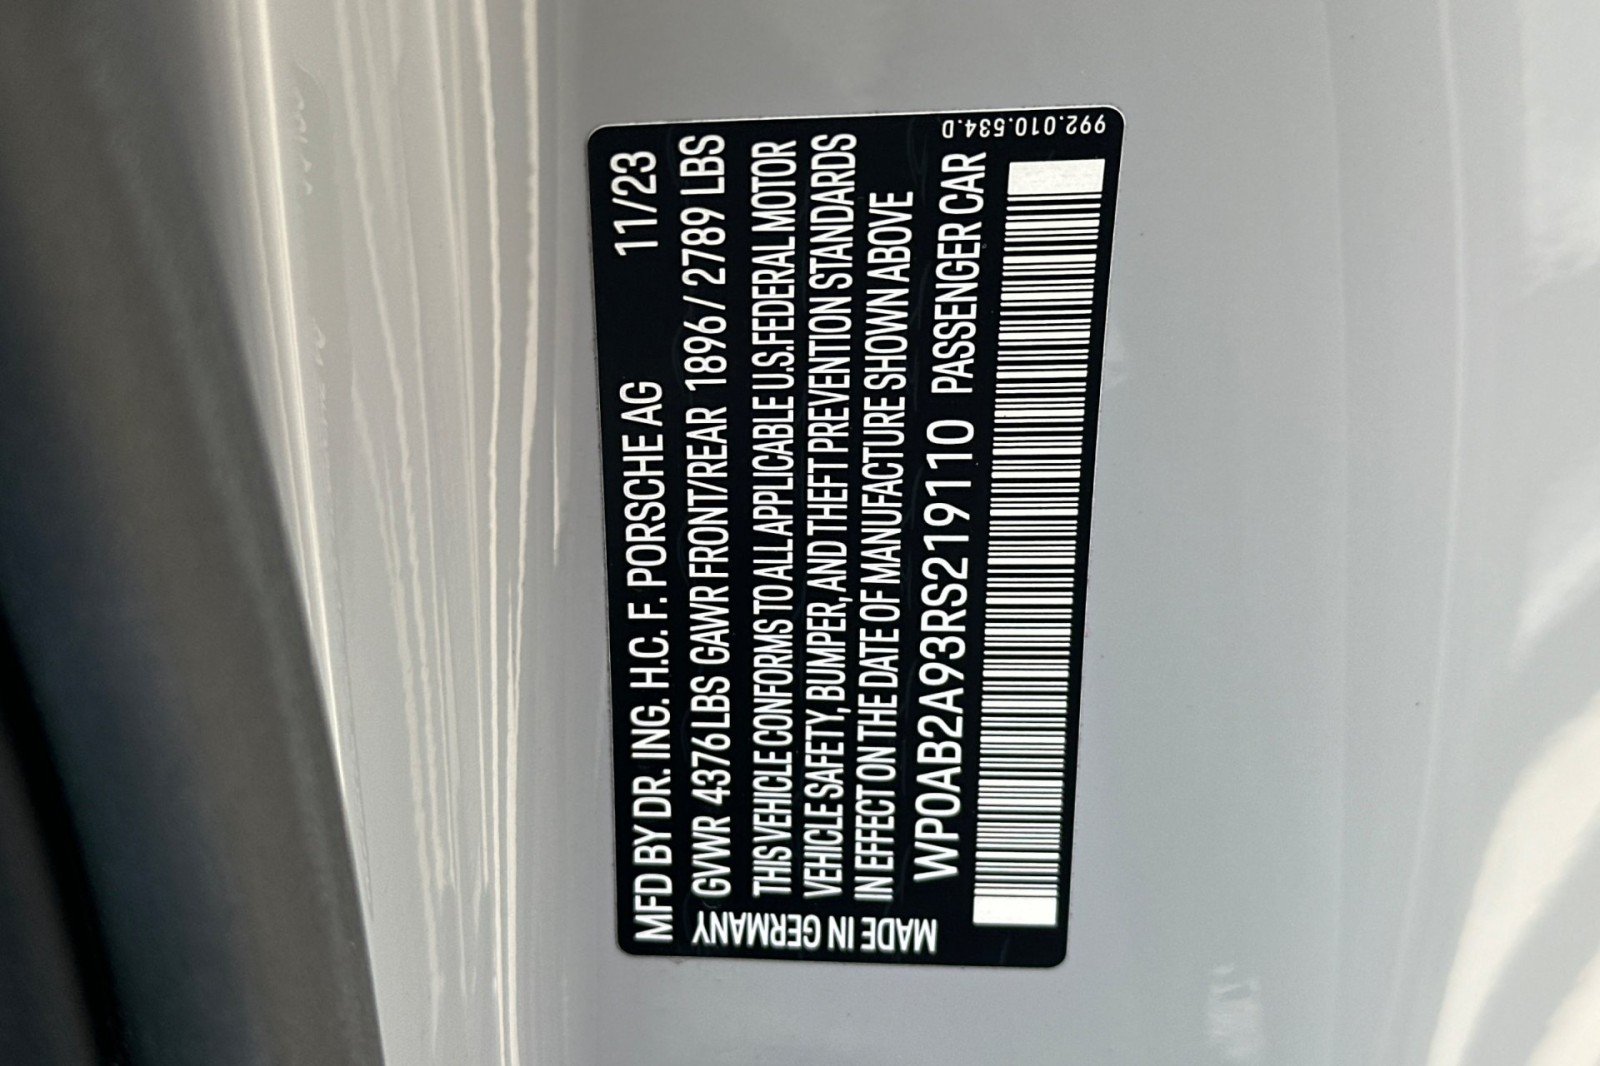 MFD BY DR. ING. H.C. F. PORSCHE AG 11/23
GVWR 4376LBS GAWR FRONT/REAR 1896/2789 LBS
THIS VEHICLE CONFORMS TO ALL APPLICABLE U.S.FEDERAL MOTOR
VEHICLE SAFETY, BUMPER, AND THEFT PREVENTION STANDARDS
IN EFFECT ON THE DATE OF MANUFACTURE SHOWN ABOVE
WP0AB2A93RS219110 PASSENGER CAR
MADE IN GERMANY
992.010.534.D